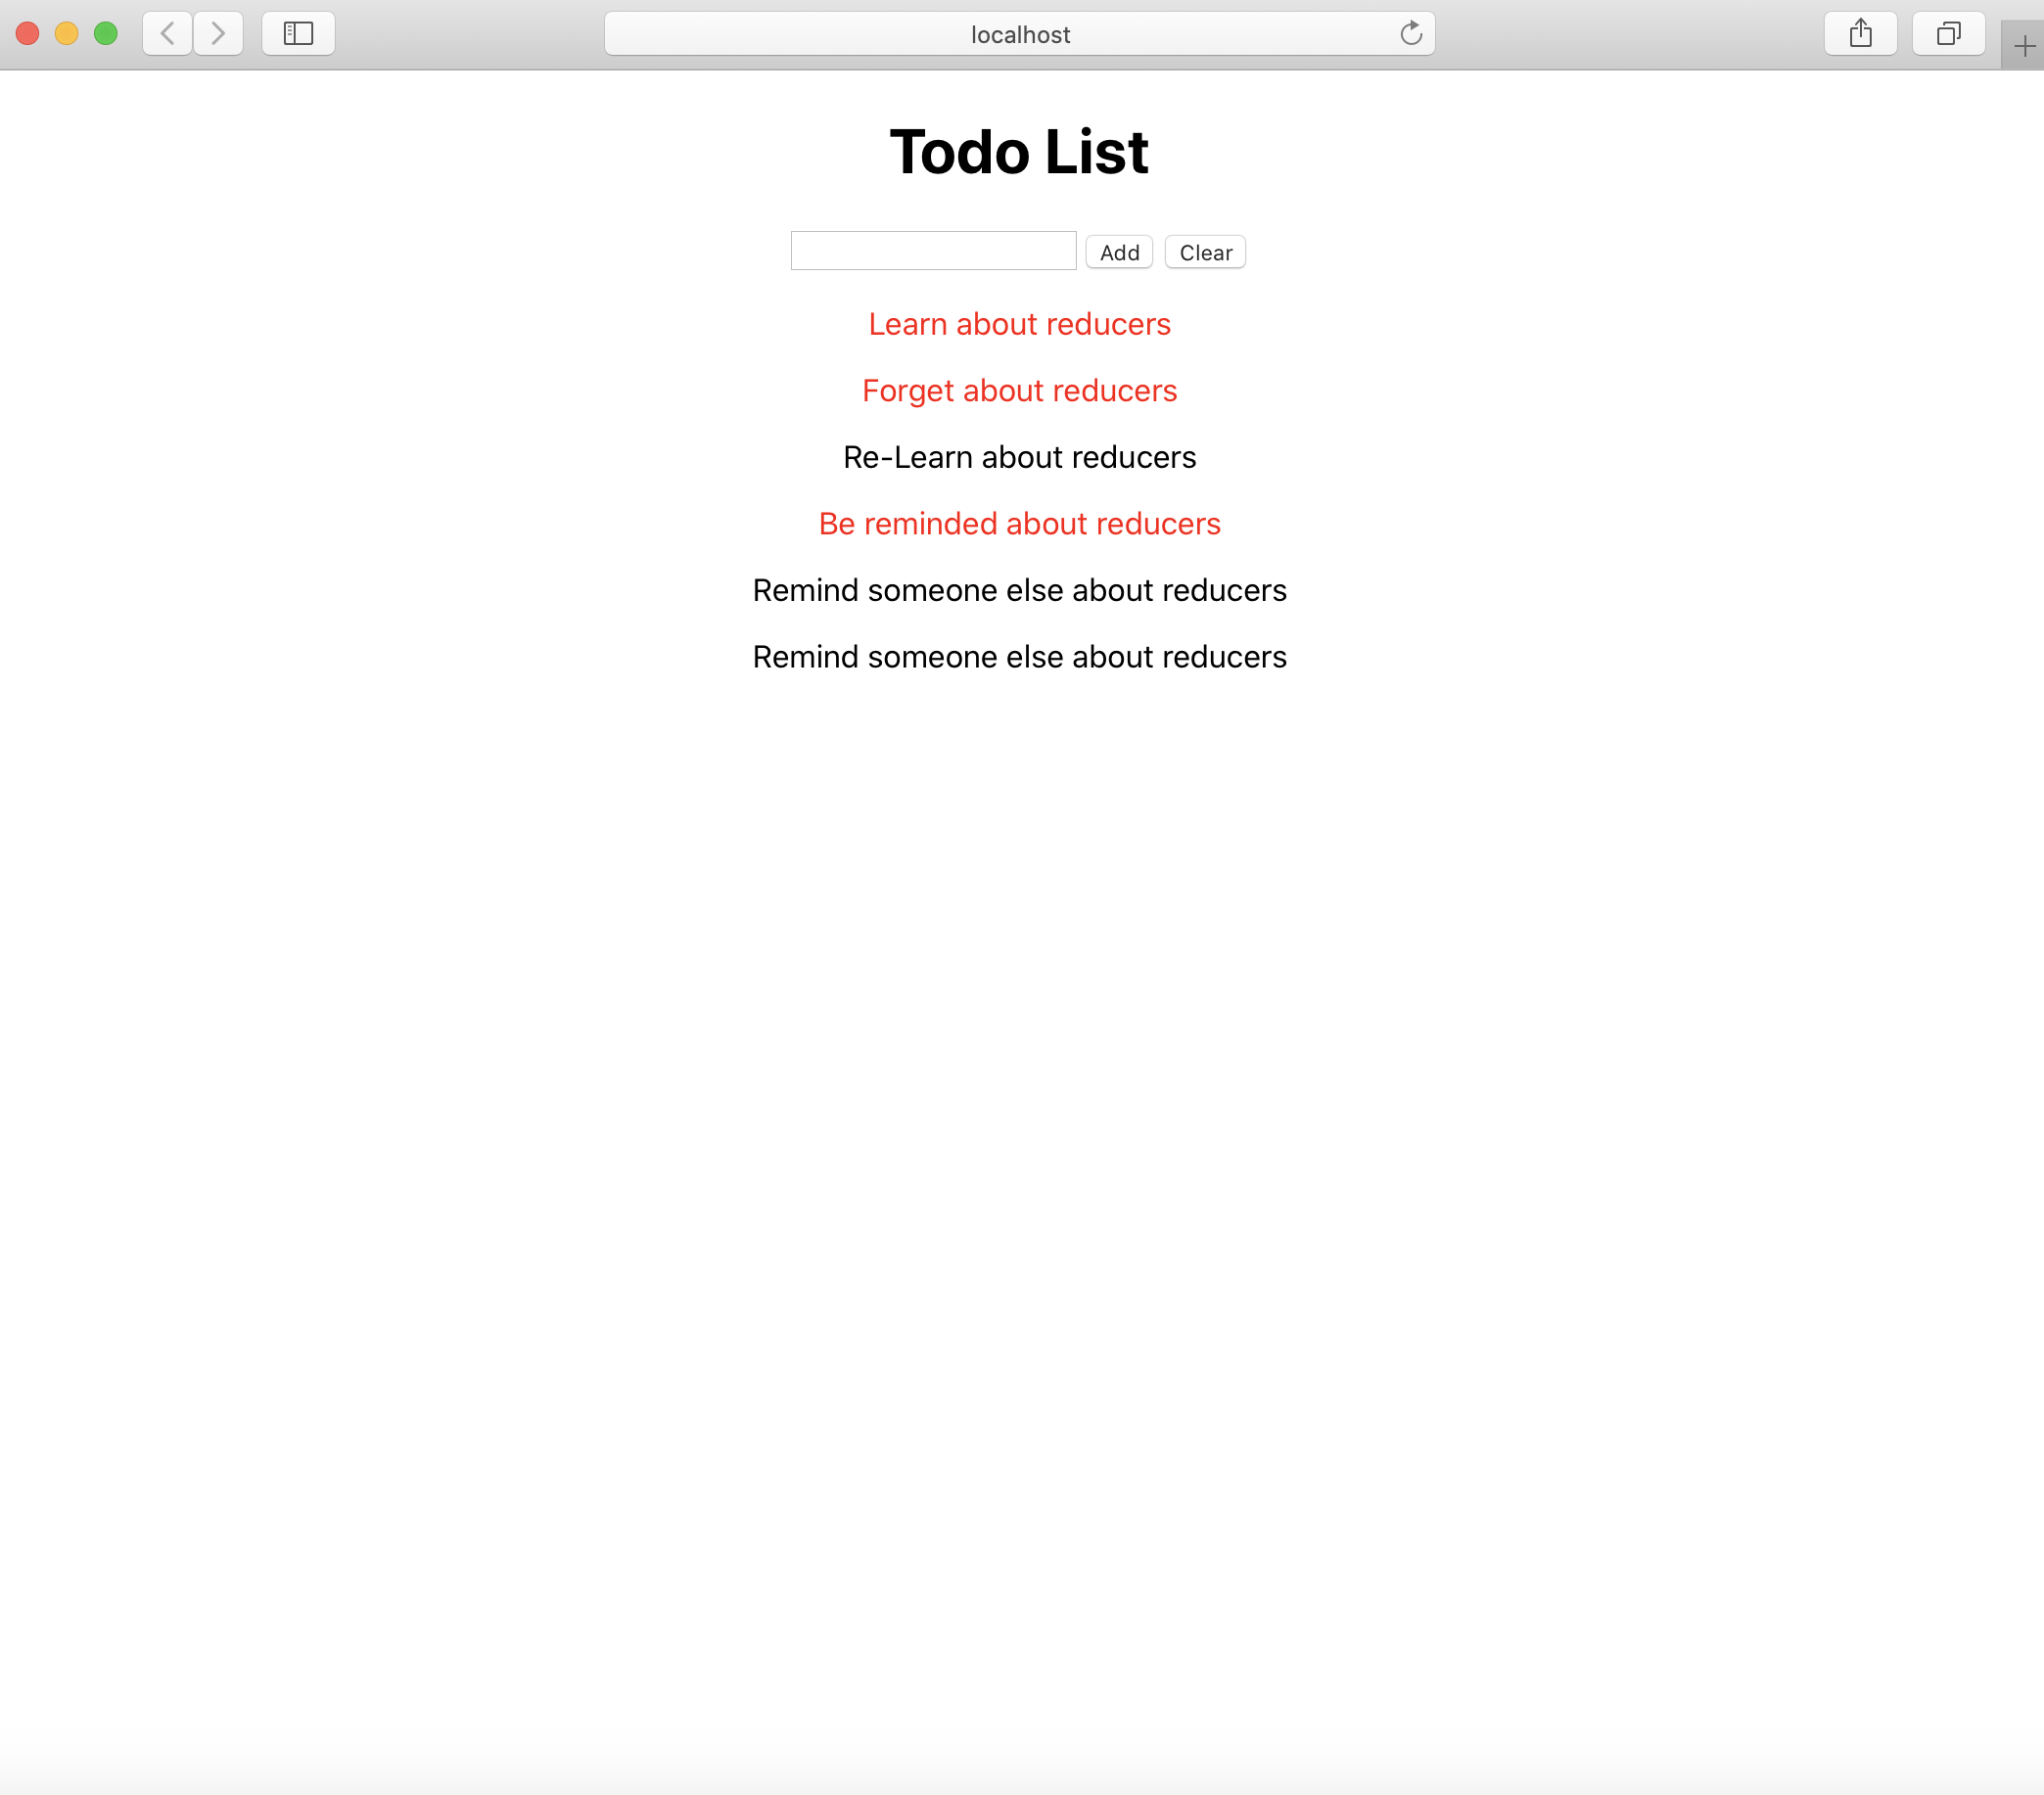 localhost
Todo List
Add Clear
Learn about reducers
Forget about reducers
Re-Learn about reducers
Be reminded about reducers
Remind someone else about reducers
Remind someone else about reducers